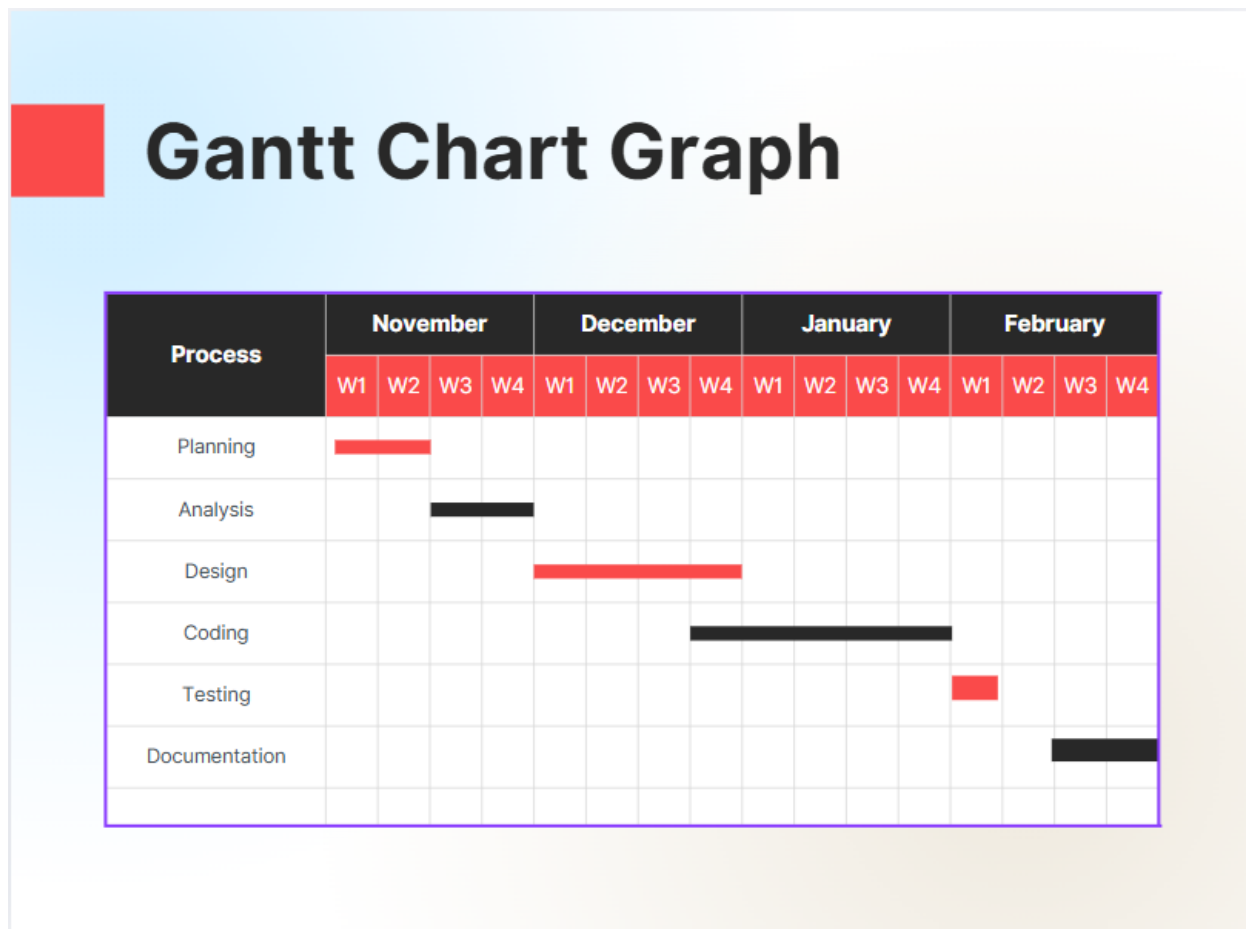 Gantt Chart Graph
Process
November December January February
W1 W2 W3 W4 W1 W2 W3 W4 W1 W2 W3 W4 W1 W2 W3 W4
Planning
Analysis
Design
Coding
Testing
Documentation